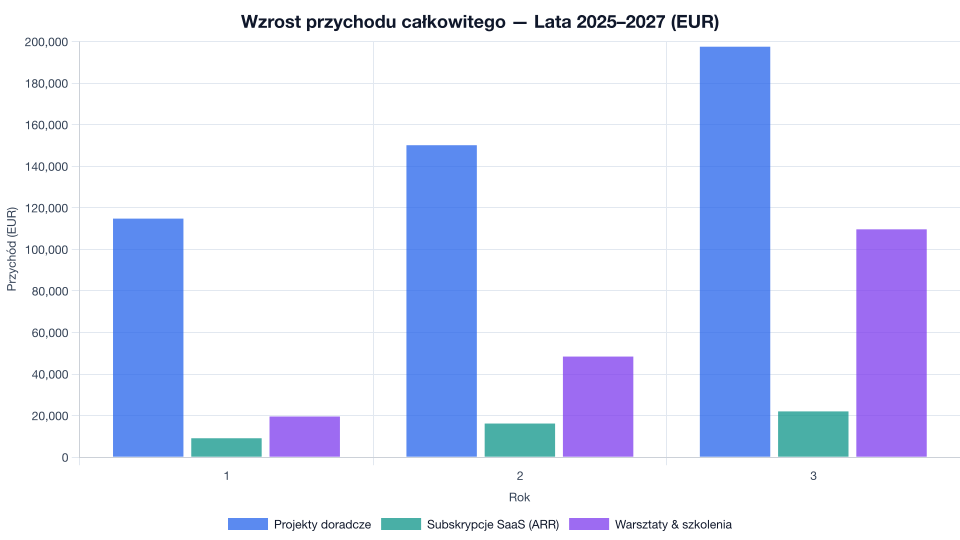 Wzrost przychodu całkowitego — Lata 2025–2027 (EUR)
Przychód (EUR)
200,000
180,000
160,000
140,000
120,000
100,000
80,000
60,000
40,000
20,000
0
1 2 3
Rok
Projekty doradcze Subskrypcje SaaS (ARR) Warsztaty & szkolenia